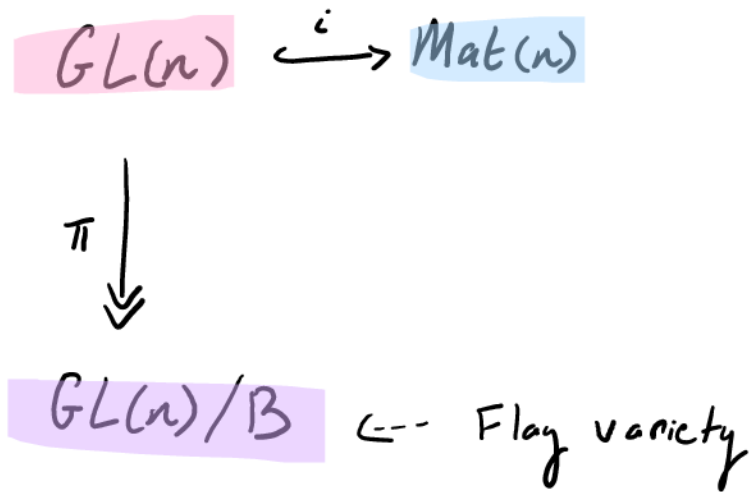 GL(n) i Mat(n)
π
GL(n)/B Flag variety